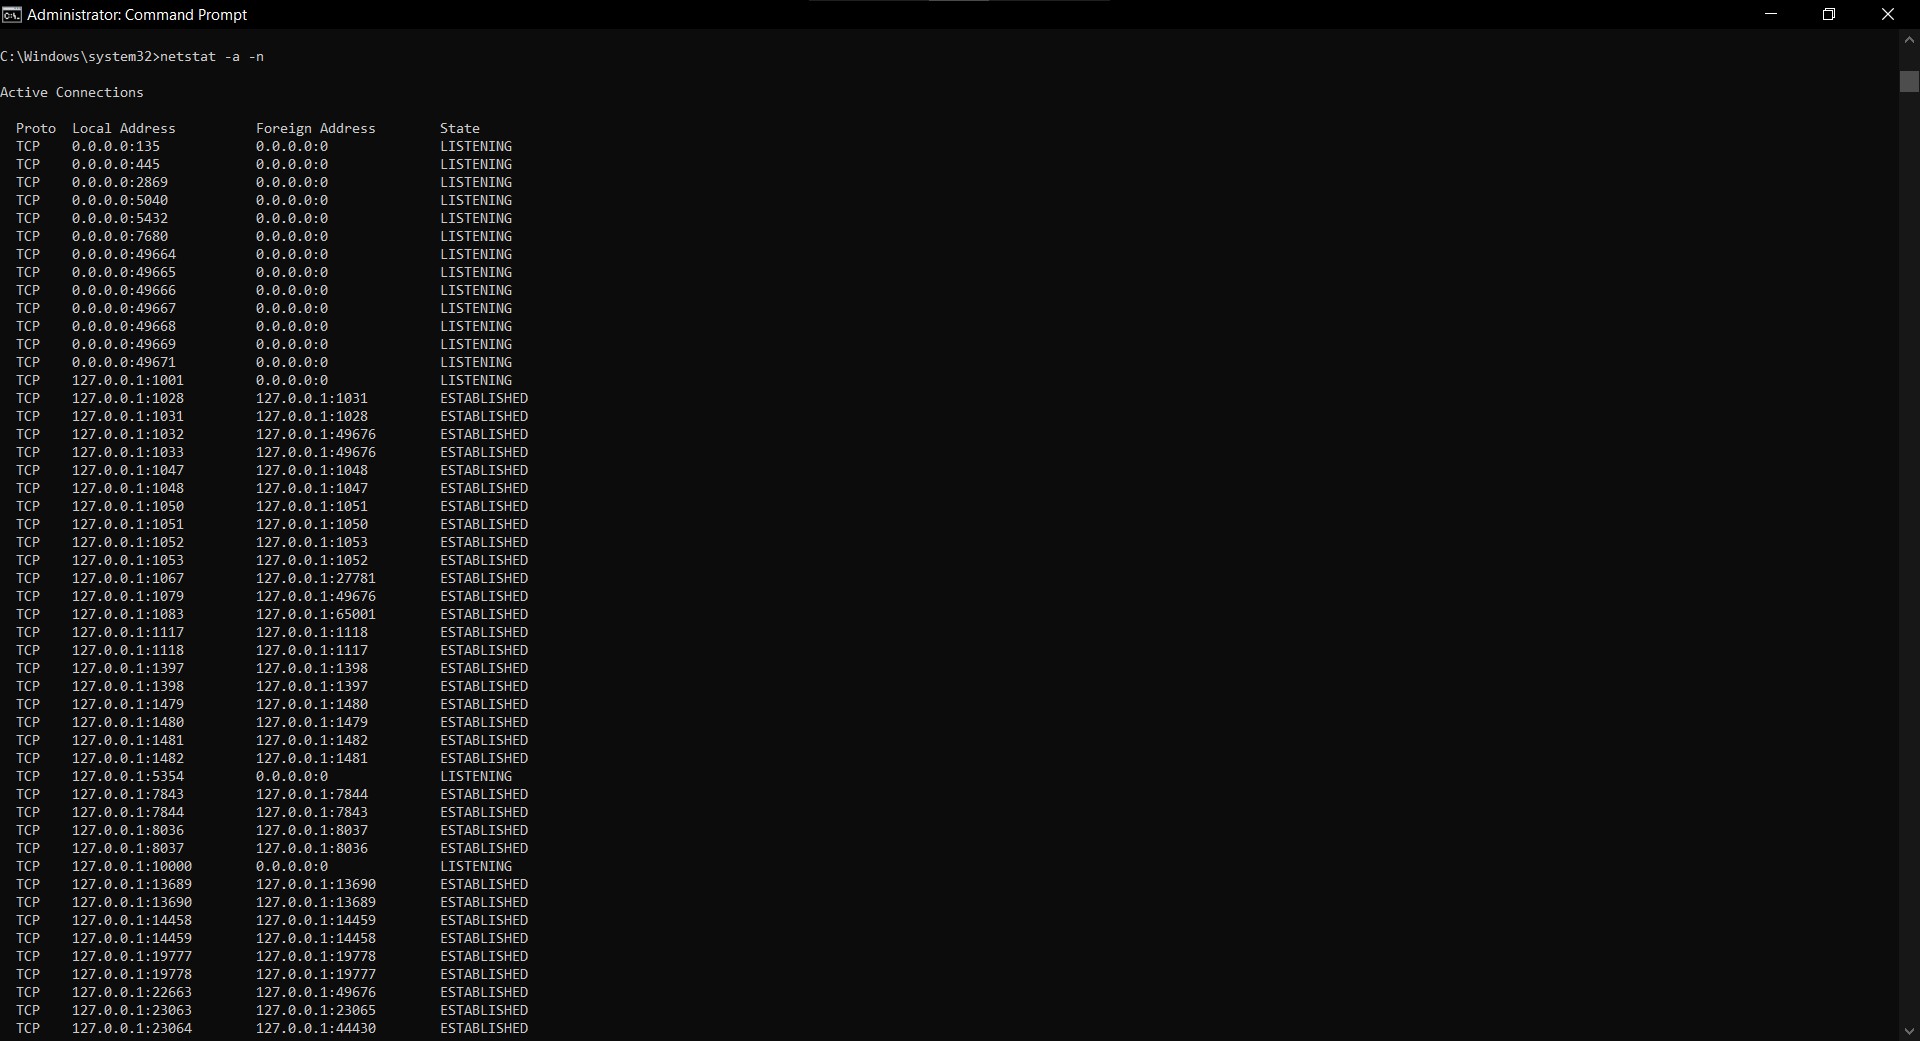 Administrator: Command Prompt
C:\Windows\system32>netstat -a -n
Active Connections
Proto  Local Address          Foreign Address        State
TCP    0.0.0.0:135            0.0.0.0:0              LISTENING
TCP    0.0.0.0:445            0.0.0.0:0              LISTENING
TCP    0.0.0.0:2869           0.0.0.0:0              LISTENING
TCP    0.0.0.0:5040           0.0.0.0:0              LISTENING
TCP    0.0.0.0:5432           0.0.0.0:0              LISTENING
TCP    0.0.0.0:7680           0.0.0.0:0              LISTENING
TCP    0.0.0.0:49664          0.0.0.0:0              LISTENING
TCP    0.0.0.0:49665          0.0.0.0:0              LISTENING
TCP    0.0.0.0:49666          0.0.0.0:0              LISTENING
TCP    0.0.0.0:49667          0.0.0.0:0              LISTENING
TCP    0.0.0.0:49668          0.0.0.0:0              LISTENING
TCP    0.0.0.0:49669          0.0.0.0:0              LISTENING
TCP    0.0.0.0:49671          0.0.0.0:0              LISTENING
TCP    127.0.0.1:1001         0.0.0.0:0              LISTENING
TCP    127.0.0.1:1028         127.0.0.1:1031         ESTABLISHED
TCP    127.0.0.1:1031         127.0.0.1:1028         ESTABLISHED
TCP    127.0.0.1:1032         127.0.0.1:49676        ESTABLISHED
TCP    127.0.0.1:1033         127.0.0.1:49676        ESTABLISHED
TCP    127.0.0.1:1047         127.0.0.1:1048         ESTABLISHED
TCP    127.0.0.1:1048         127.0.0.1:1047         ESTABLISHED
TCP    127.0.0.1:1050         127.0.0.1:1051         ESTABLISHED
TCP    127.0.0.1:1051         127.0.0.1:1050         ESTABLISHED
TCP    127.0.0.1:1052         127.0.0.1:1053         ESTABLISHED
TCP    127.0.0.1:1053         127.0.0.1:1052         ESTABLISHED
TCP    127.0.0.1:1067         127.0.0.1:27781        ESTABLISHED
TCP    127.0.0.1:1079         127.0.0.1:49676        ESTABLISHED
TCP    127.0.0.1:1083         127.0.0.1:65001        ESTABLISHED
TCP    127.0.0.1:1117         127.0.0.1:1118         ESTABLISHED
TCP    127.0.0.1:1118         127.0.0.1:1117         ESTABLISHED
TCP    127.0.0.1:1397         127.0.0.1:1398         ESTABLISHED
TCP    127.0.0.1:1398         127.0.0.1:1397         ESTABLISHED
TCP    127.0.0.1:1479         127.0.0.1:1480         ESTABLISHED
TCP    127.0.0.1:1480         127.0.0.1:1479         ESTABLISHED
TCP    127.0.0.1:1481         127.0.0.1:1482         ESTABLISHED
TCP    127.0.0.1:1482         127.0.0.1:1481         ESTABLISHED
TCP    127.0.0.1:5354         0.0.0.0:0              LISTENING
TCP    127.0.0.1:7843         127.0.0.1:7844         ESTABLISHED
TCP    127.0.0.1:7844         127.0.0.1:7843         ESTABLISHED
TCP    127.0.0.1:8036         127.0.0.1:8037         ESTABLISHED
TCP    127.0.0.1:8037         127.0.0.1:8036         ESTABLISHED
TCP    127.0.0.1:10000        0.0.0.0:0              LISTENING
TCP    127.0.0.1:13689        127.0.0.1:13690        ESTABLISHED
TCP    127.0.0.1:13690        127.0.0.1:13689        ESTABLISHED
TCP    127.0.0.1:14458        127.0.0.1:14459        ESTABLISHED
TCP    127.0.0.1:14459        127.0.0.1:14458        ESTABLISHED
TCP    127.0.0.1:19777        127.0.0.1:19778        ESTABLISHED
TCP    127.0.0.1:19778        127.0.0.1:19777        ESTABLISHED
TCP    127.0.0.1:22663        127.0.0.1:49676        ESTABLISHED
TCP    127.0.0.1:23063        127.0.0.1:23065        ESTABLISHED
TCP    127.0.0.1:23064        127.0.0.1:44430        ESTABLISHED